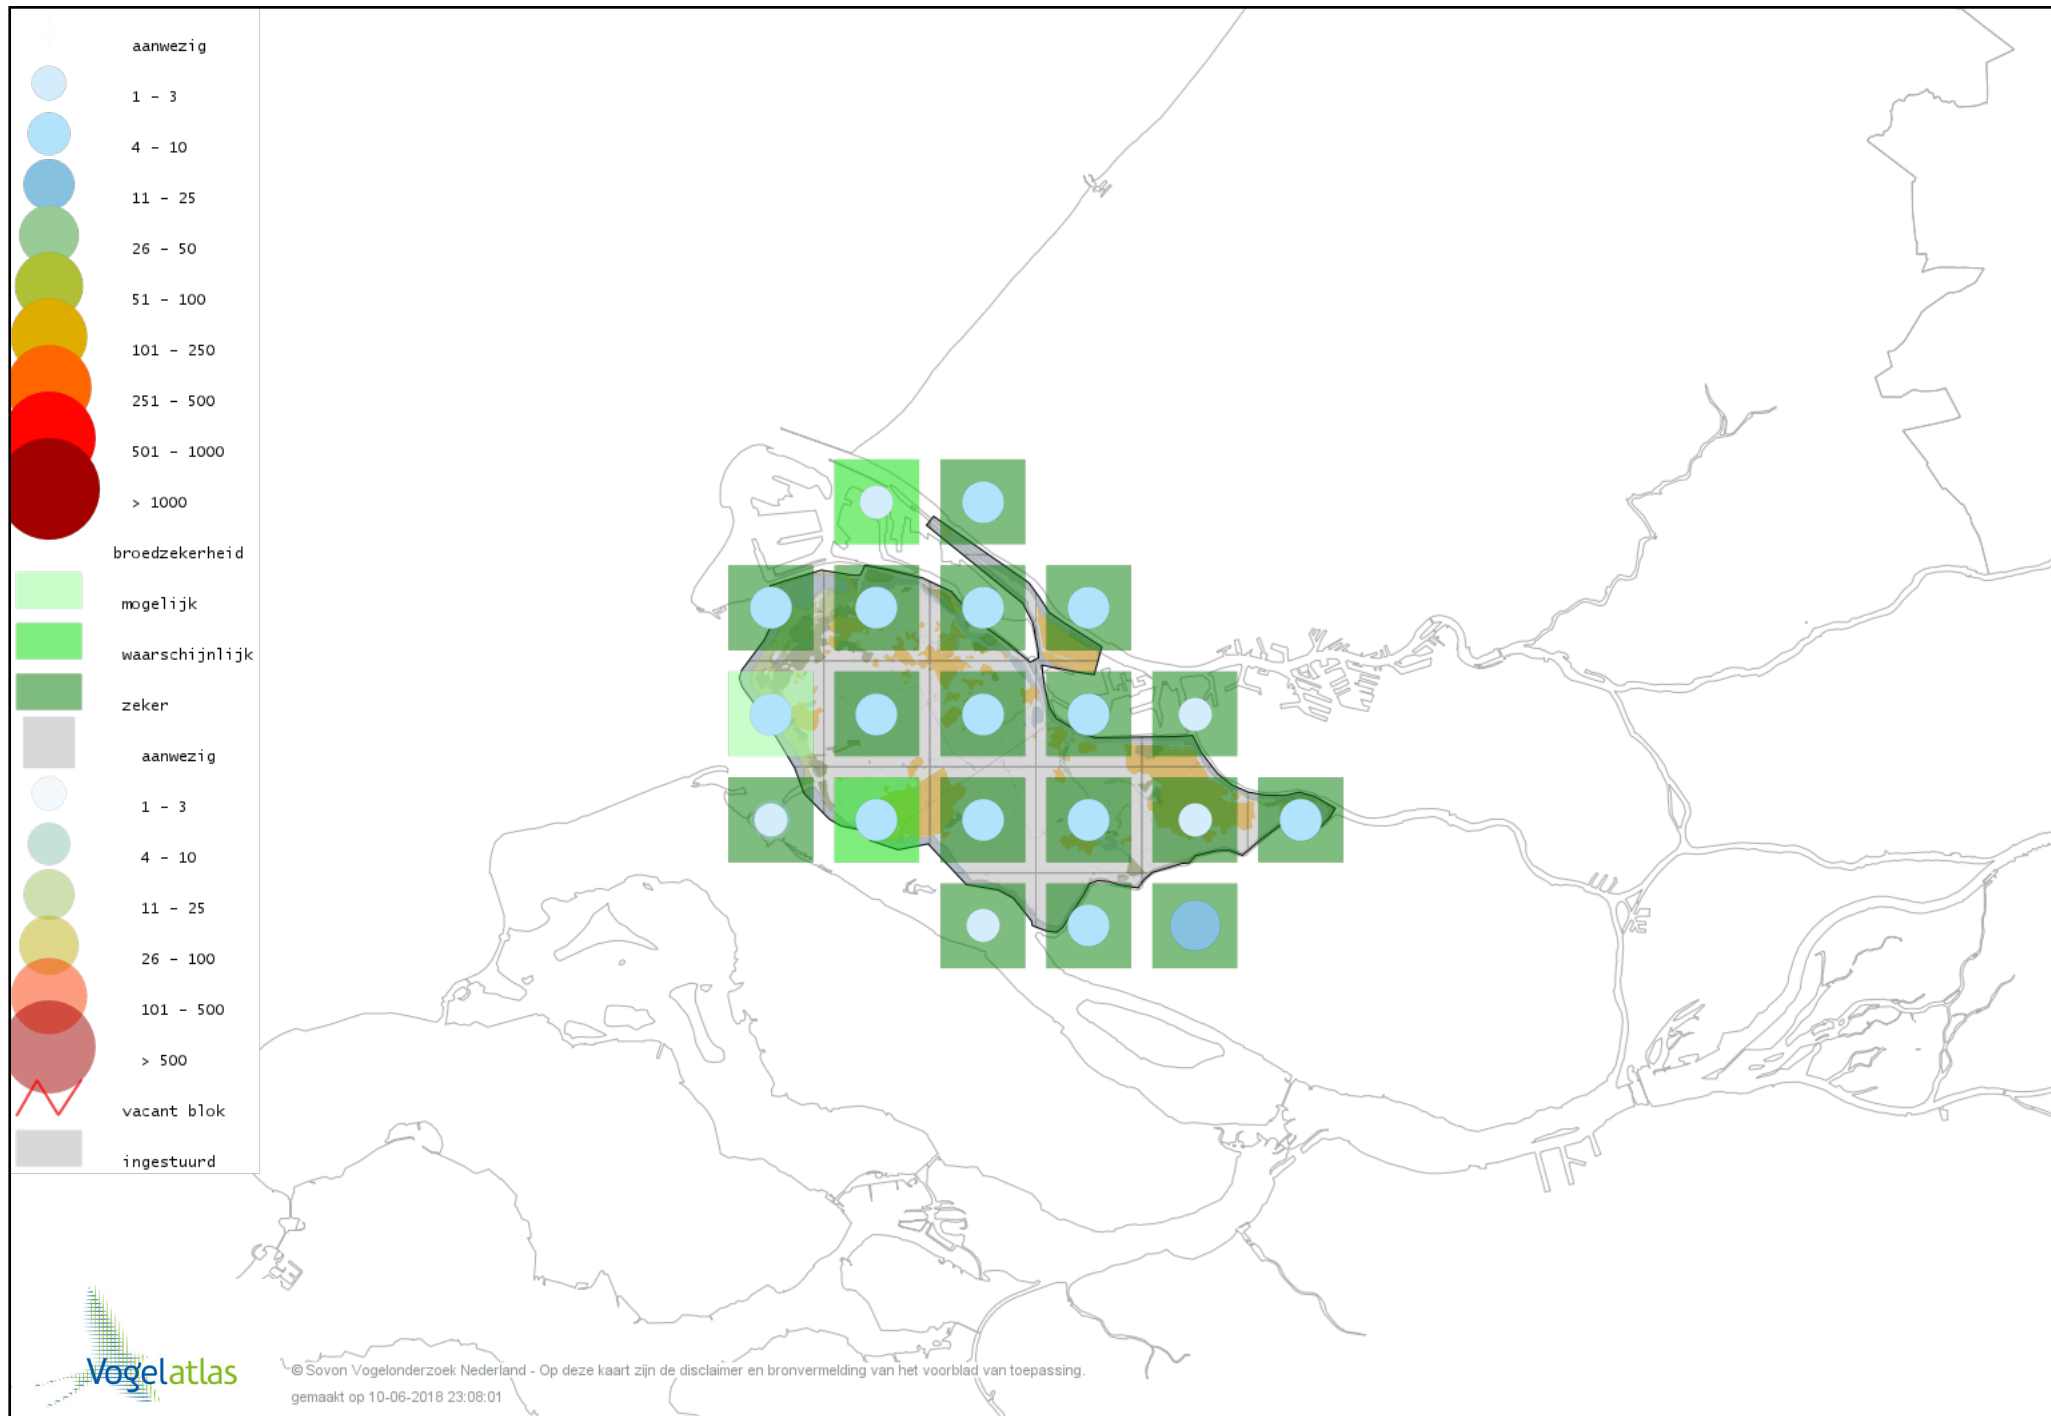 aanwezig
1 - 3
4 - 10
11 - 25
26 - 50
51 - 100
101 - 250
251 - 500
501 - 1000
> 1000
broedzekerheid
mogelijk
waarschijnlijk
zeker
aanwezig
1 - 3
4 - 10
11 - 25
26 - 100
101 - 500
> 500
vacant blok
ingestuurd
Vogelatlas
© Sovon Vogelonderzoek Nederland - Op deze kaart zijn de disclaimer en bronvermelding van het voorblad van toepassing.
gemaakt op 10-06-2018 23:08:01